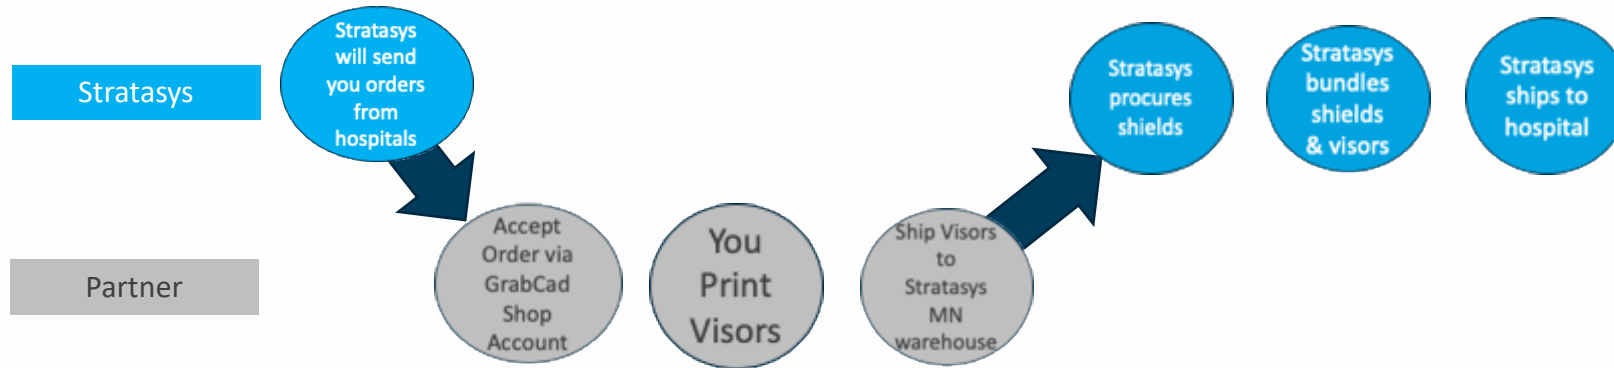 Stratasys
Stratasys
will send
you orders
from
hospitals
Stratasys
procures
shields
Stratasys
bundles
shields
& visors
Stratasys
ships to
hospital
Partner
Accept
Order via
GrabCad
Shop
Account
You
Print
Visors
Ship Visors
to
Stratasys
MN
warehouse